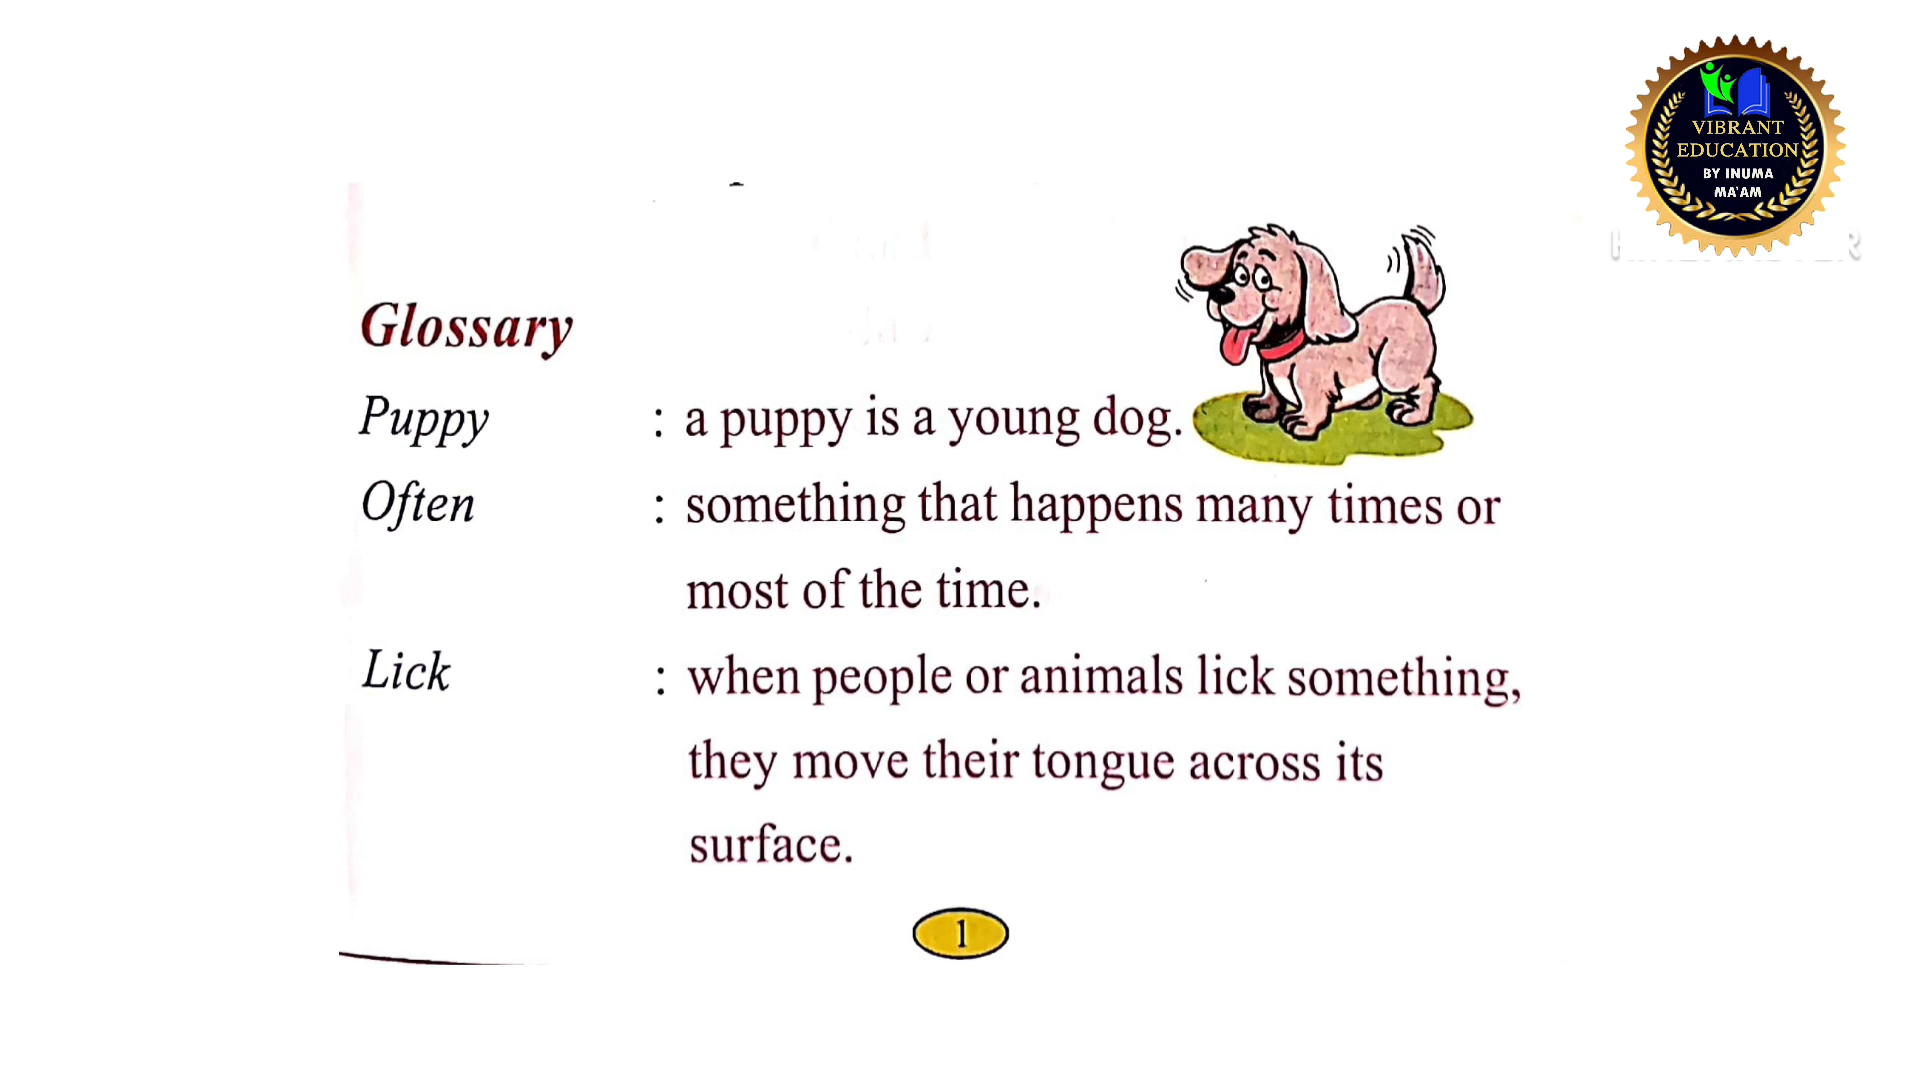 VIBRANT
EDUCATION
BY INUMA
MA'AM
Glossary
Puppy : a puppy is a young dog.
Often : something that happens many times or
most of the time.
Lick : when people or animals lick something,
they move their tongue across its
surface.
1